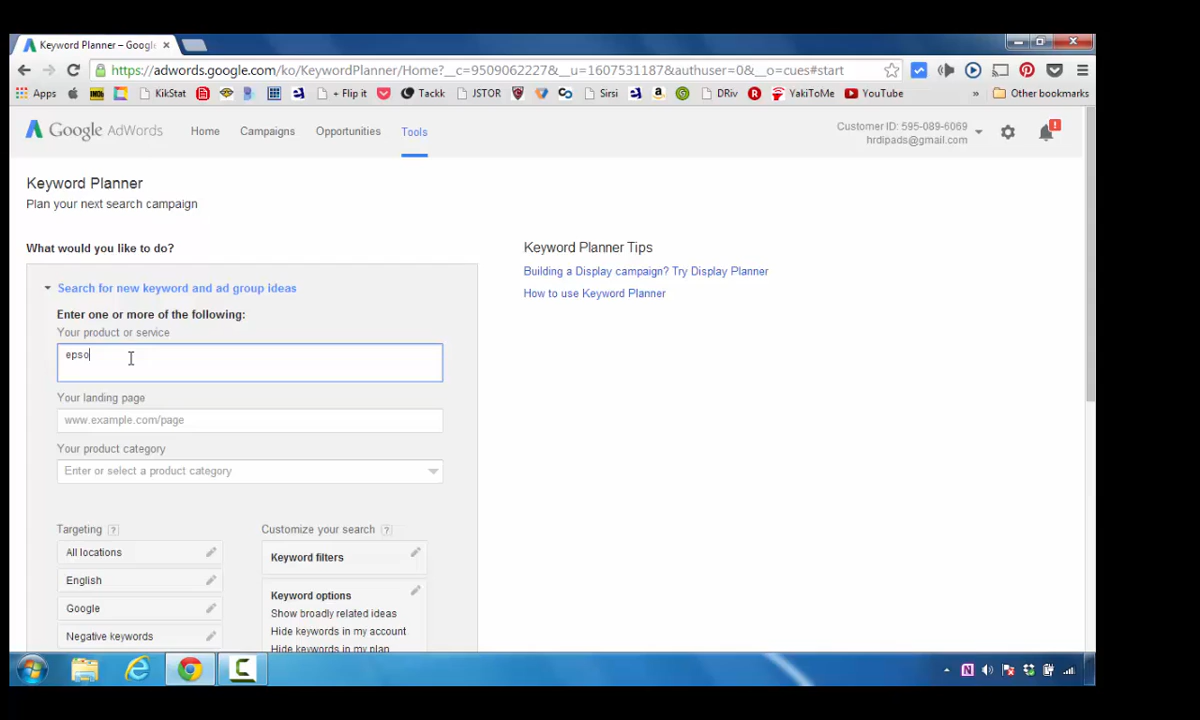 Keyword Planner – Google
https://adwords.google.com/ko/KeywordPlanner/Home?__c=9509062227&__u=1607531187&authuser=0&__o=cues#start
Apps KikStat + Flip it Tackk JSTOR Sirsi DRiv YakiToMe YouTube » Other bookmarks
Google AdWords Home Campaigns Opportunities Tools
Customer ID: 595-089-6069
hrdipads@gmail.com
Keyword Planner
Plan your next search campaign
What would you like to do?
Keyword Planner Tips
Building a Display campaign? Try Display Planner
How to use Keyword Planner
Search for new keyword and ad group ideas
Enter one or more of the following:
Your product or service
epso
Your landing page
www.example.com/page
Your product category
Enter or select a product category
Targeting ?
All locations
English
Google
Negative keywords
Customize your search ?
Keyword filters
Keyword options
Show broadly related ideas
Hide keywords in my account
Hide keywords in my plan